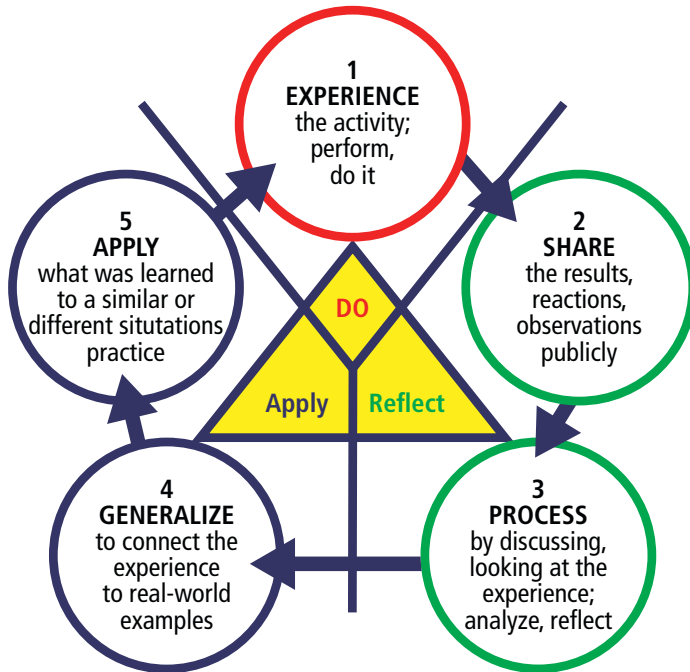 1
EXPERIENCE
the activity;
perform,
do it
2
SHARE
the results,
reactions,
observations
publicly
3
PROCESS
by discussing,
looking at the
experience;
analyze, reflect
4
GENERALIZE
to connect the
experience
to real-world
examples
5
APPLY
what was learned
to a similar or
different situtations
practice
DO
Apply
Reflect